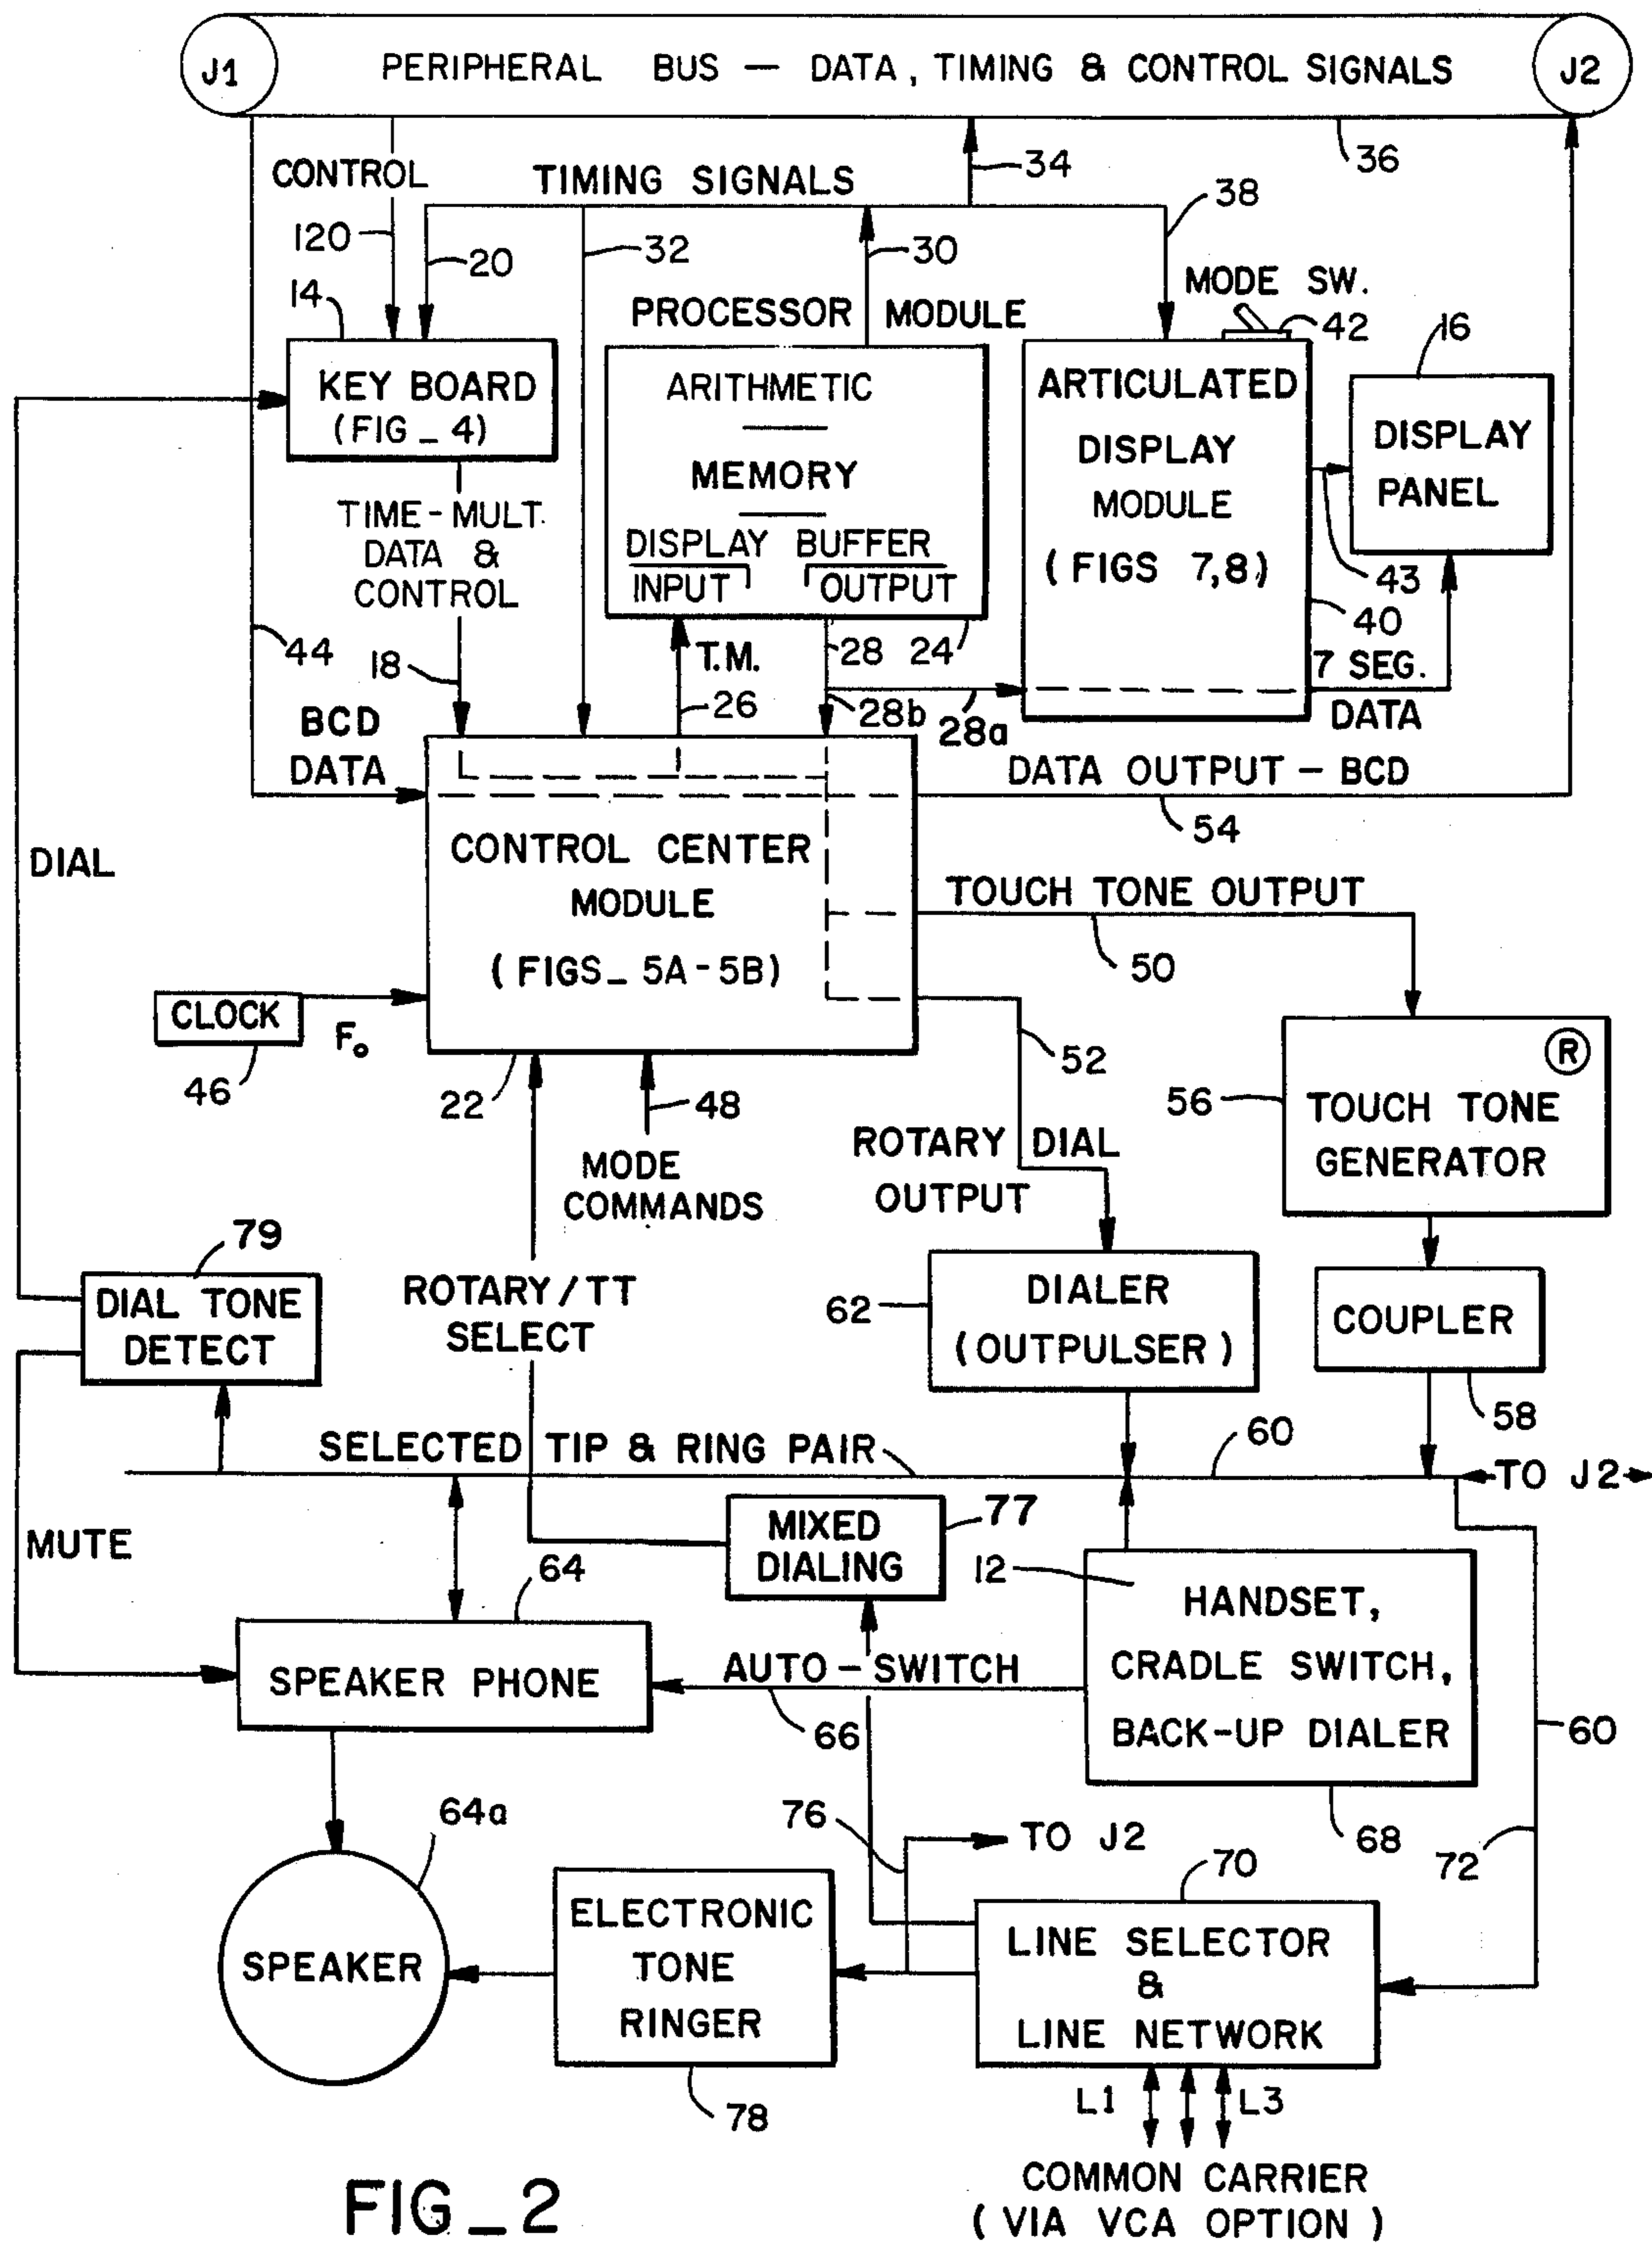 J1 PERIPHERAL BUS — DATA, TIMING & CONTROL SIGNALS J2
CONTROL
TIMING SIGNALS
34
36
38
120
20
32
30
14
MODE SW.
PROCESSOR MODULE
42
16
KEY BOARD
(FIG_4)
ARITHMETIC
MEMORY
DISPLAY BUFFER
INPUT OUTPUT
ARTICULATED
DISPLAY
MODULE
(FIGS 7,8)
DISPLAY
PANEL
43
40
TIME-MULT.
DATA &
CONTROL
44
18
T.M.
26
28
24
28b
28a
7 SEG.
DATA
BCD
DATA
DATA OUTPUT – BCD
54
CONTROL CENTER
MODULE
(FIGS_ 5A-5B)
DIAL
TOUCH TONE OUTPUT
50
CLOCK
Fo
46
22
48
52
MODE
COMMANDS
ROTARY DIAL
OUTPUT
56
®
TOUCH TONE
GENERATOR
79
DIAL TONE
DETECT
ROTARY/TT
SELECT
62
DIALER
(OUTPULSER)
COUPLER
58
SELECTED TIP & RING PAIR
60
TO J2
MUTE
MIXED
DIALING
77
64
12
HANDSET,
CRADLE SWITCH,
BACK-UP DIALER
SPEAKER PHONE
AUTO – SWITCH
66
60
68
72
64a
76
TO J2
70
SPEAKER
ELECTRONIC
TONE
RINGER
78
LINE SELECTOR
&
LINE NETWORK
L1
L3
COMMON CARRIER
(VIA VCA OPTION)
FIG_2